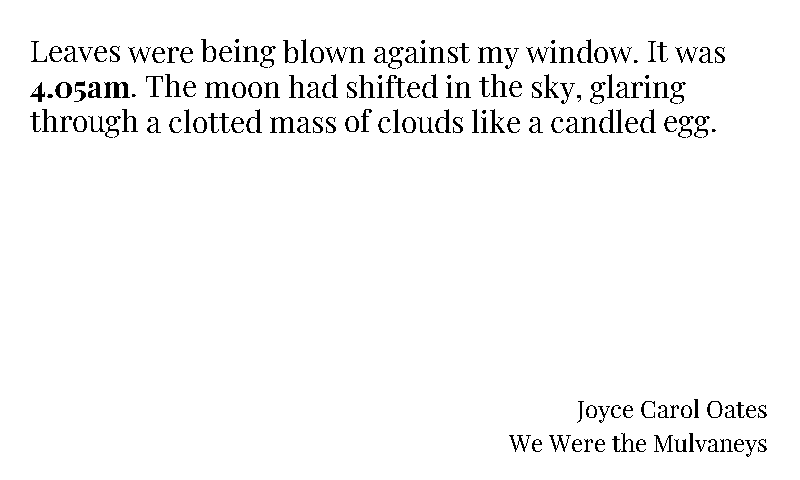 Leaves were being blown against my window. It was
4.05am. The moon had shifted in the sky, glaring
through a clotted mass of clouds like a candled egg.
Joyce Carol Oates
We Were the Mulvaneys